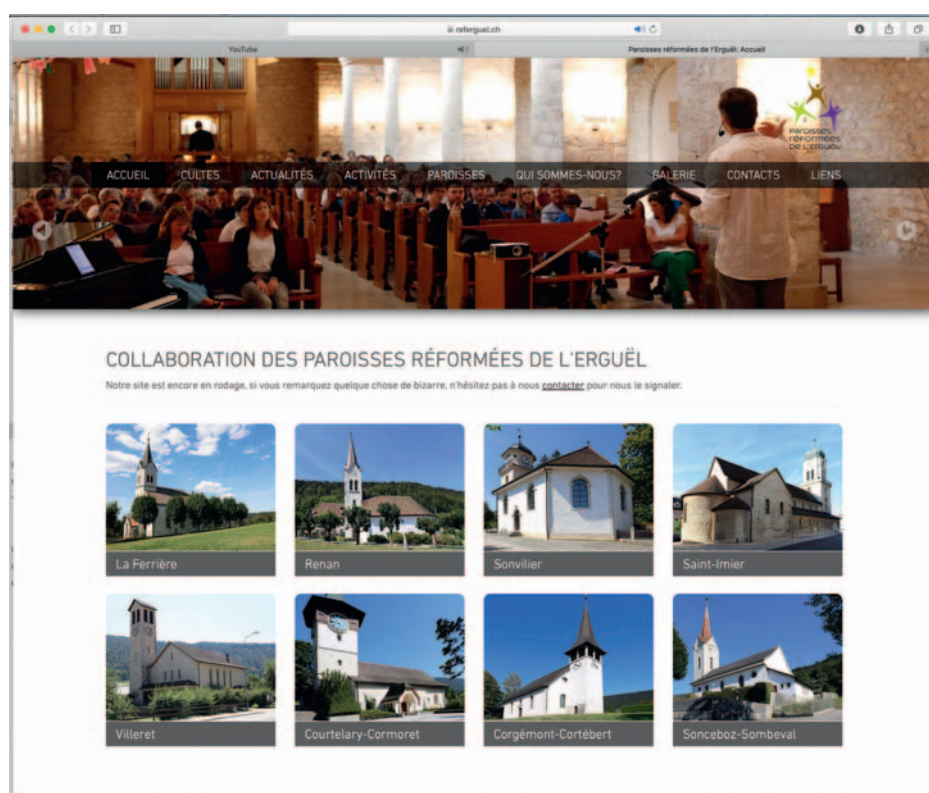 referguel.ch
YouTube
Paroisses réformées de l'Erguël: Accueil
PAROISSES
RÉFORMÉES
DE L'ERGUËL
ACCUEIL CULTES ACTUALITÉS ACTIVITÉS PAROISSES QUI SOMMES-NOUS? GALERIE CONTACTS LIENS
COLLABORATION DES PAROISSES RÉFORMÉES DE L'ERGUËL
Notre site est encore en rodage, si vous remarquez quelque chose de bizarre, n'hésitez pas à nous contacter pour nous le signaler.
La Ferrière
Renan
Sonvilier
Saint-Imier
Villeret
Courtelary-Cormoret
Corgémont-Cortébert
Sonceboz-Sombeval